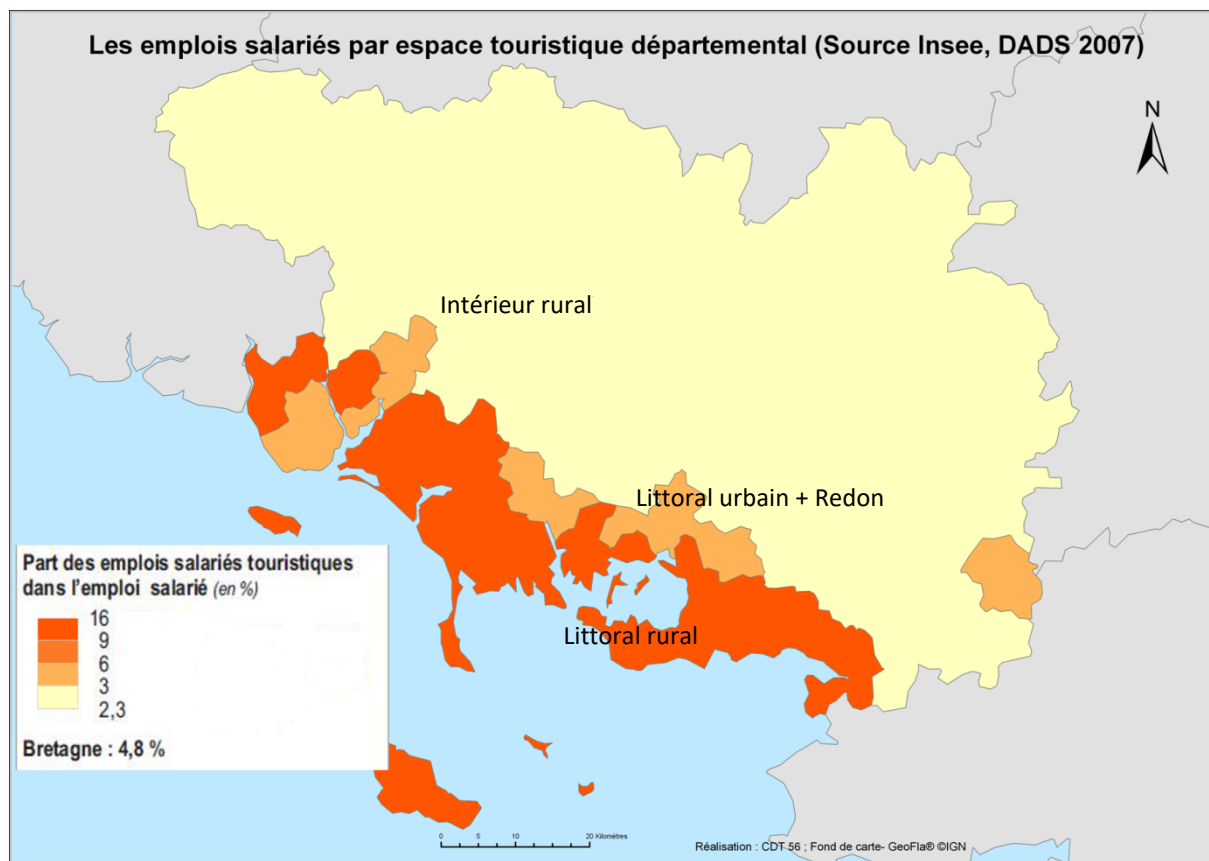 Les emplois salariés par espace touristique départemental (Source Insee, DADS 2007)
N
Intérieur rural
Littoral urbain + Redon
Littoral rural
Part des emplois salariés touristiques
dans l'emploi salarié (en %)
16
9
6
3
2,3
Bretagne : 4,8 %
0 5 10 20 Kilomètres
Réalisation : CDT 56 ; Fond de carte- GeoFla® ©IGN